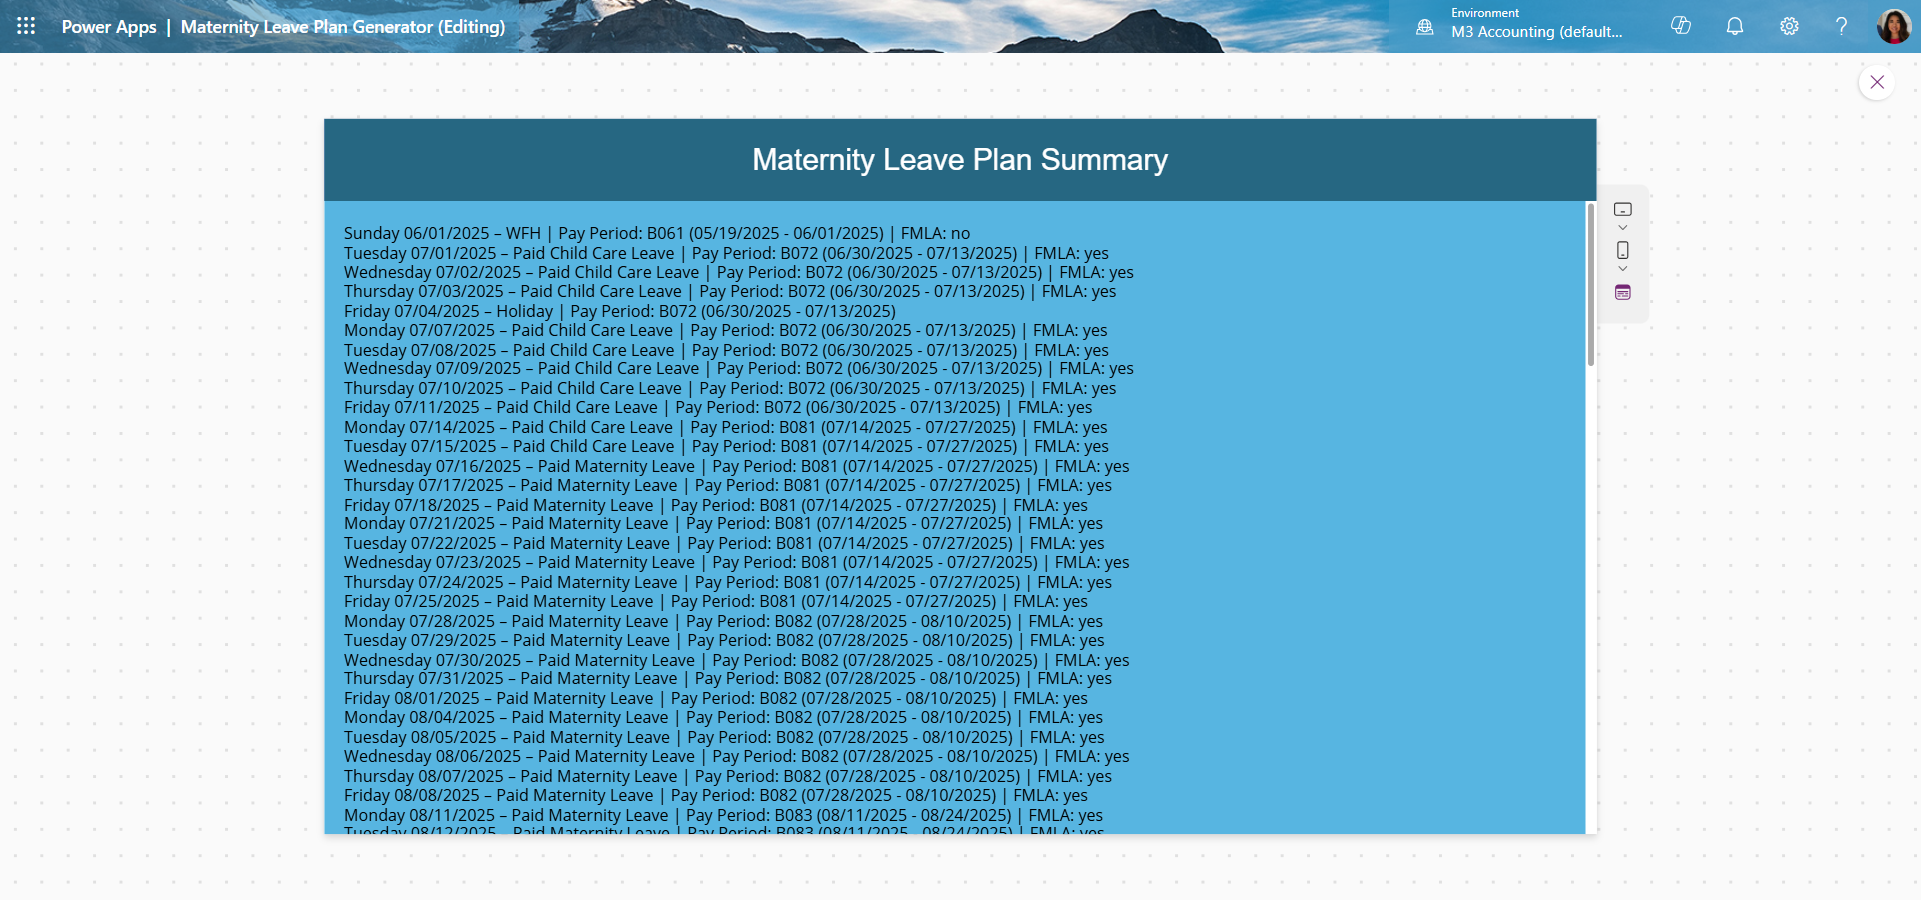 Power Apps | Maternity Leave Plan Generator (Editing)
Environment
M3 Accounting (default...
Maternity Leave Plan Summary
Sunday 06/01/2025 – WFH | Pay Period: B061 (05/19/2025 - 06/01/2025) | FMLA: no
Tuesday 07/01/2025 – Paid Child Care Leave | Pay Period: B072 (06/30/2025 - 07/13/2025) | FMLA: yes
Wednesday 07/02/2025 – Paid Child Care Leave | Pay Period: B072 (06/30/2025 - 07/13/2025) | FMLA: yes
Thursday 07/03/2025 – Paid Child Care Leave | Pay Period: B072 (06/30/2025 - 07/13/2025) | FMLA: yes
Friday 07/04/2025 – Holiday | Pay Period: B072 (06/30/2025 - 07/13/2025)
Monday 07/07/2025 – Paid Child Care Leave | Pay Period: B072 (06/30/2025 - 07/13/2025) | FMLA: yes
Tuesday 07/08/2025 – Paid Child Care Leave | Pay Period: B072 (06/30/2025 - 07/13/2025) | FMLA: yes
Wednesday 07/09/2025 – Paid Child Care Leave | Pay Period: B072 (06/30/2025 - 07/13/2025) | FMLA: yes
Thursday 07/10/2025 – Paid Child Care Leave | Pay Period: B072 (06/30/2025 - 07/13/2025) | FMLA: yes
Friday 07/11/2025 – Paid Child Care Leave | Pay Period: B072 (06/30/2025 - 07/13/2025) | FMLA: yes
Monday 07/14/2025 – Paid Child Care Leave | Pay Period: B081 (07/14/2025 - 07/27/2025) | FMLA: yes
Tuesday 07/15/2025 – Paid Child Care Leave | Pay Period: B081 (07/14/2025 - 07/27/2025) | FMLA: yes
Wednesday 07/16/2025 – Paid Maternity Leave | Pay Period: B081 (07/14/2025 - 07/27/2025) | FMLA: yes
Thursday 07/17/2025 – Paid Maternity Leave | Pay Period: B081 (07/14/2025 - 07/27/2025) | FMLA: yes
Friday 07/18/2025 – Paid Maternity Leave | Pay Period: B081 (07/14/2025 - 07/27/2025) | FMLA: yes
Monday 07/21/2025 – Paid Maternity Leave | Pay Period: B081 (07/14/2025 - 07/27/2025) | FMLA: yes
Tuesday 07/22/2025 – Paid Maternity Leave | Pay Period: B081 (07/14/2025 - 07/27/2025) | FMLA: yes
Wednesday 07/23/2025 – Paid Maternity Leave | Pay Period: B081 (07/14/2025 - 07/27/2025) | FMLA: yes
Thursday 07/24/2025 – Paid Maternity Leave | Pay Period: B081 (07/14/2025 - 07/27/2025) | FMLA: yes
Friday 07/25/2025 – Paid Maternity Leave | Pay Period: B081 (07/14/2025 - 07/27/2025) | FMLA: yes
Monday 07/28/2025 – Paid Maternity Leave | Pay Period: B082 (07/28/2025 - 08/10/2025) | FMLA: yes
Tuesday 07/29/2025 – Paid Maternity Leave | Pay Period: B082 (07/28/2025 - 08/10/2025) | FMLA: yes
Wednesday 07/30/2025 – Paid Maternity Leave | Pay Period: B082 (07/28/2025 - 08/10/2025) | FMLA: yes
Thursday 07/31/2025 – Paid Maternity Leave | Pay Period: B082 (07/28/2025 - 08/10/2025) | FMLA: yes
Friday 08/01/2025 – Paid Maternity Leave | Pay Period: B082 (07/28/2025 - 08/10/2025) | FMLA: yes
Monday 08/04/2025 – Paid Maternity Leave | Pay Period: B082 (07/28/2025 - 08/10/2025) | FMLA: yes
Tuesday 08/05/2025 – Paid Maternity Leave | Pay Period: B082 (07/28/2025 - 08/10/2025) | FMLA: yes
Wednesday 08/06/2025 – Paid Maternity Leave | Pay Period: B082 (07/28/2025 - 08/10/2025) | FMLA: yes
Thursday 08/07/2025 – Paid Maternity Leave | Pay Period: B082 (07/28/2025 - 08/10/2025) | FMLA: yes
Friday 08/08/2025 – Paid Maternity Leave | Pay Period: B082 (07/28/2025 - 08/10/2025) | FMLA: yes
Monday 08/11/2025 – Paid Maternity Leave | Pay Period: B083 (08/11/2025 - 08/24/2025) | FMLA: yes
Tuesday 08/12/2025 – Paid Maternity Leave | Pay Period: B083 (08/11/2025 - 08/24/2025) | FMLA: yes